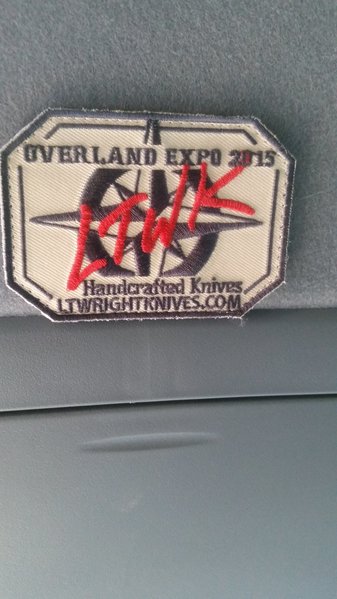 OVERLAND EXPO 2015
LTWK
Handcrafted Knives
LTWRIGHTKNIVES.COM